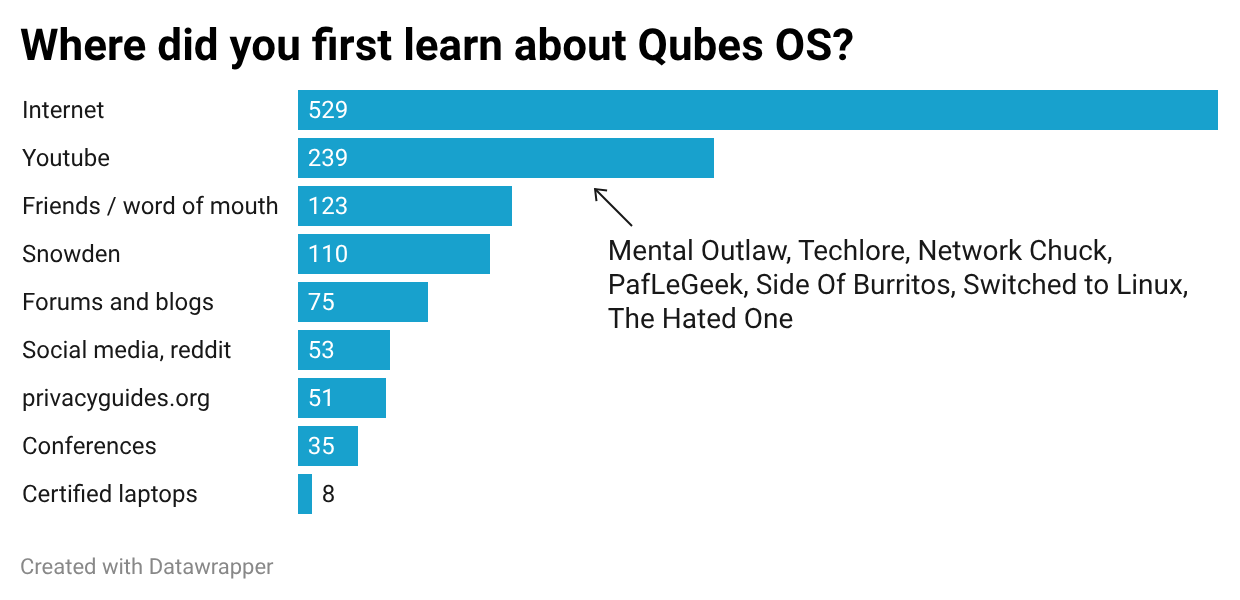 Where did you first learn about Qubes OS?
Internet 529
Youtube 239
Friends / word of mouth 123
Snowden 110
Mental Outlaw, Techlore, Network Chuck,
PafLeGeek, Side Of Burritos, Switched to Linux,
The Hated One
Forums and blogs 75
Social media, reddit 53
privacyguides.org 51
Conferences 35
Certified laptops 8
Created with Datawrapper